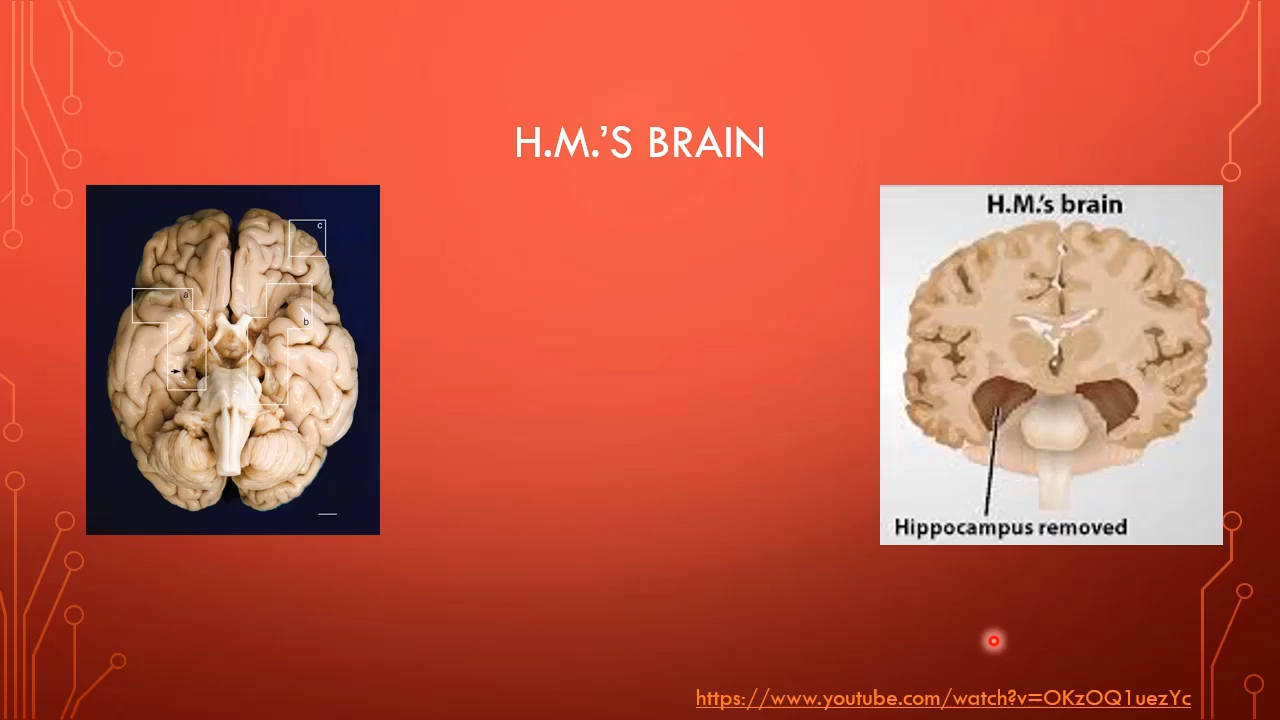 H.M.'S BRAIN
c
a
b
H.M.'s brain
Hippocampus removed
https://www.youtube.com/watch?v=OKzOQ1uezYc